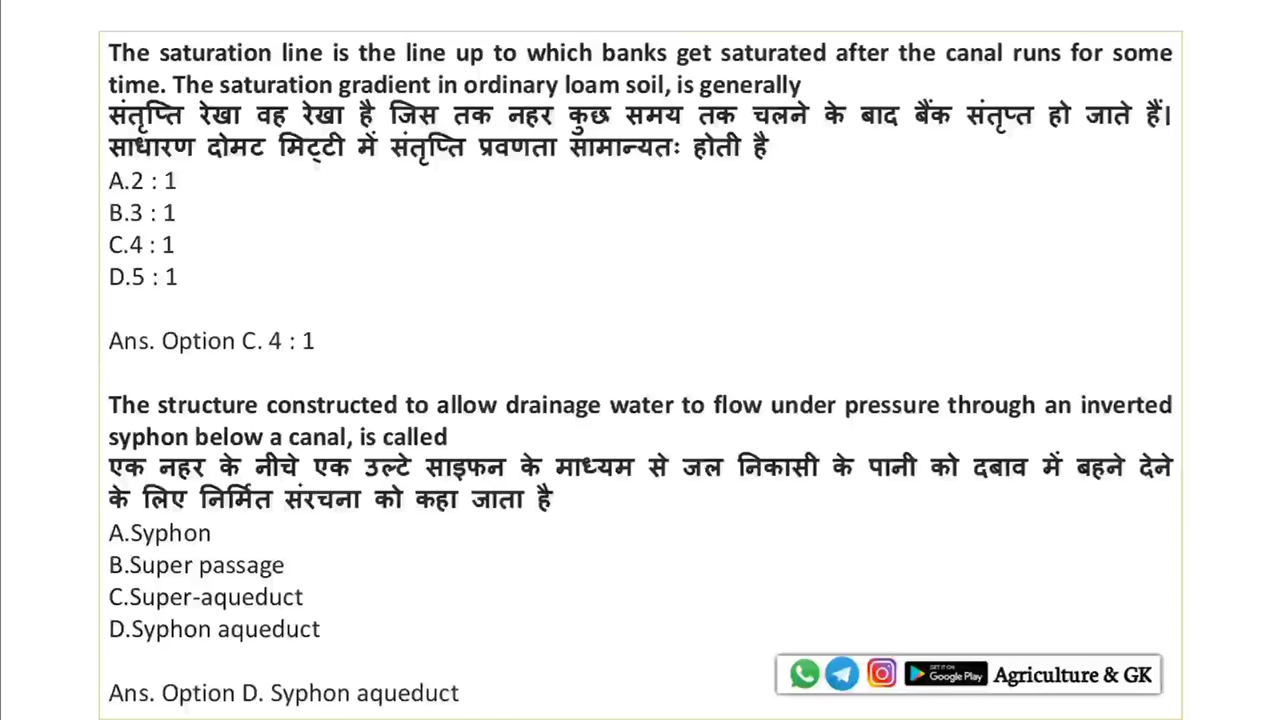 The saturation line is the line up to which banks get saturated after the canal runs for some
time. The saturation gradient in ordinary loam soil, is generally
संतृप्ति रेखा वह रेखा है जिस तक नहर कुछ समय तक चलने के बाद बैंक संतृप्त हो जाते हैं।
साधारण दोमट मिट्टी में संतृप्ति प्रवणता सामान्यतः होती है
A.2 : 1
B.3 : 1
C.4 : 1
D.5 : 1
Ans. Option C. 4 : 1
The structure constructed to allow drainage water to flow under pressure through an inverted
syphon below a canal, is called
एक नहर के नीचे एक उल्टे साइफन के माध्यम से जल निकासी के पानी को दबाव में बहने देने
के लिए निर्मित संरचना को कहा जाता है
A.Syphon
B.Super passage
C.Super-aqueduct
D.Syphon aqueduct
Ans. Option D. Syphon aqueduct
GET IT ON
Google Play
Agriculture & GK